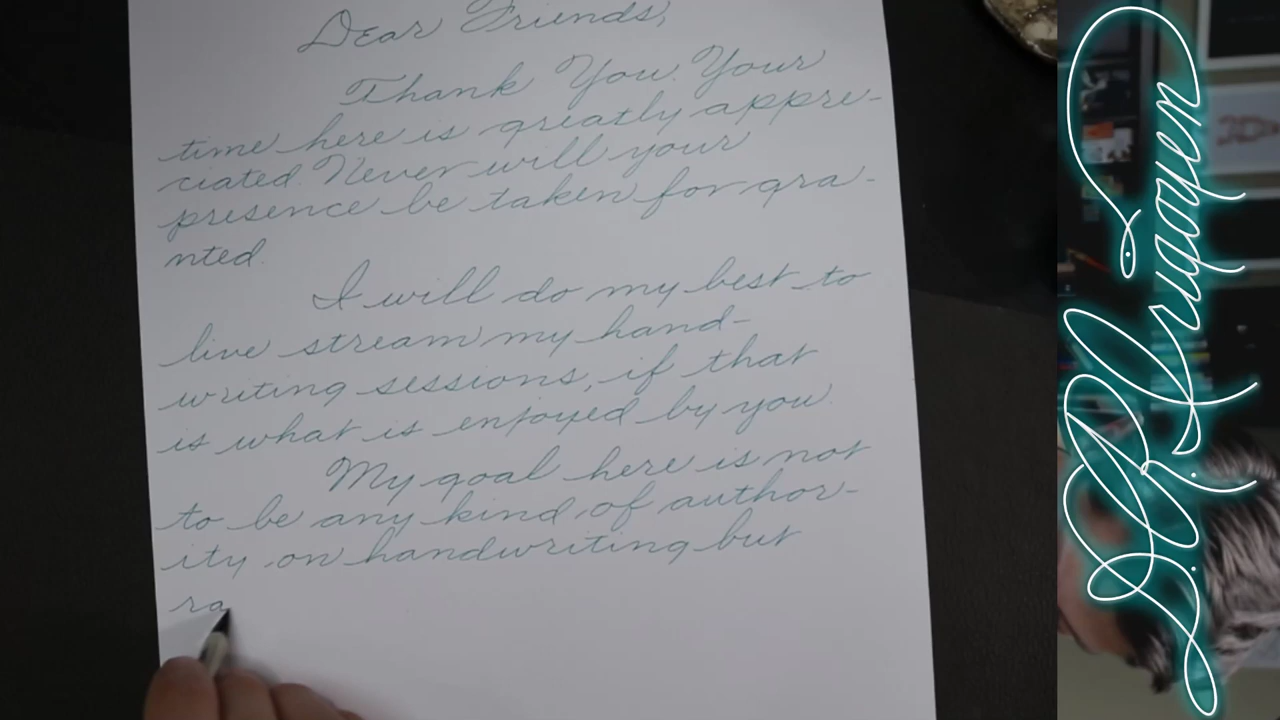 Dear Friends,
Thank You. Your
time here is greatly appre-
ciated. Never will your
presence be taken for gra-
nted.
I will do my best to
live stream my hand-
writing sessions, if that
is what is enjoyed by you.
My goal here is not
to be any kind of author-
ity on handwriting but
ra